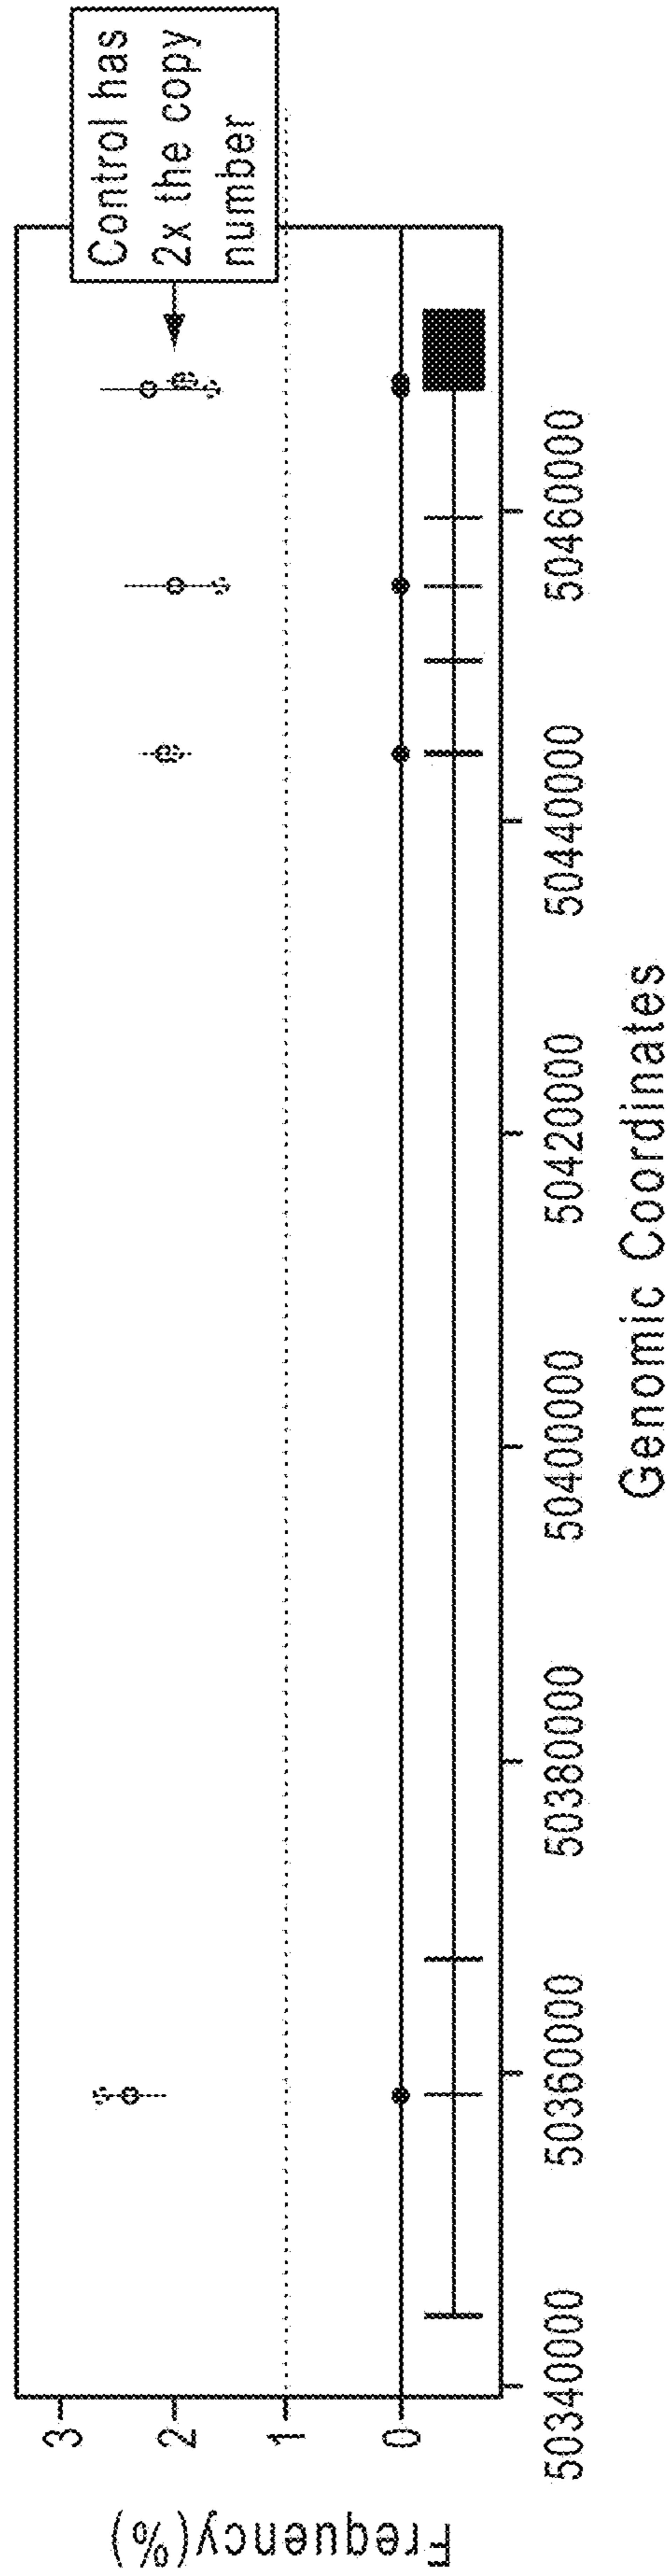 Control has
2x the copy
number
3
2
1
0
Frequency(%)
50340000
50360000
50380000
50400000
50420000
50440000
50460000
Genomic Coordinates